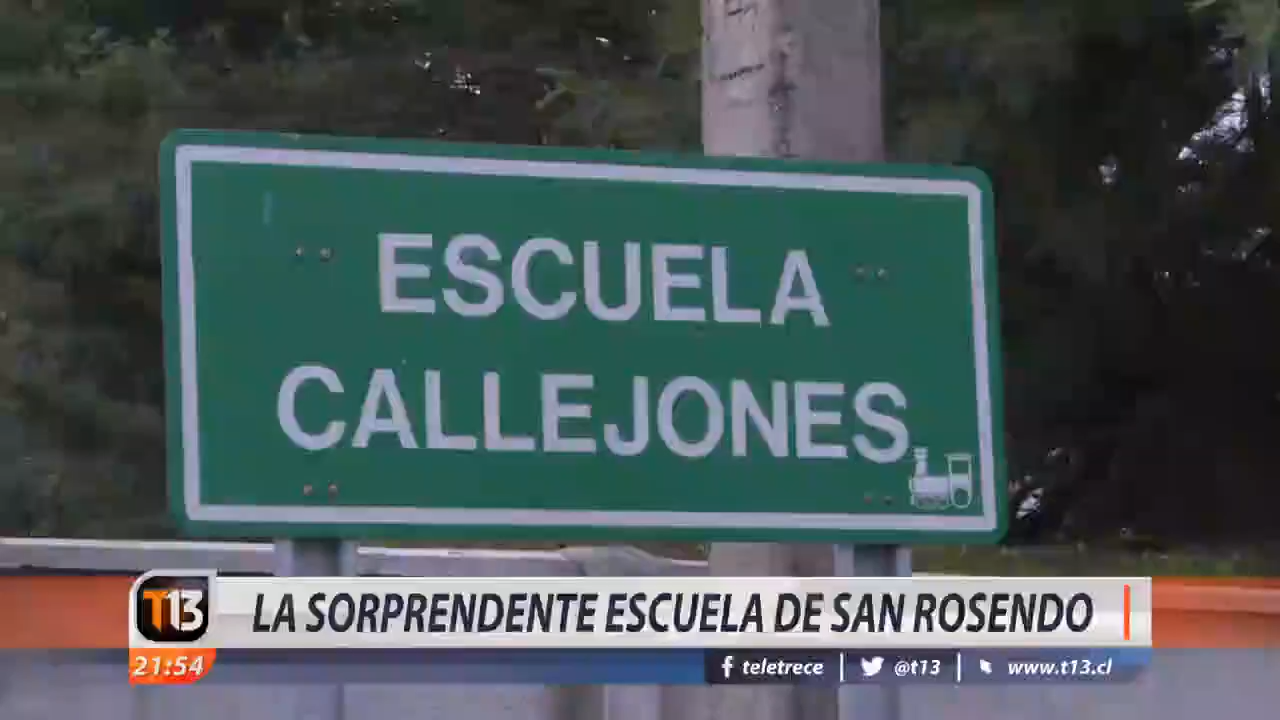 ESCUELA
CALLEJONES
T13
LA SORPRENDENTE ESCUELA DE SAN ROSENDO
21:54
teletrece
@t13
www.t13.cl